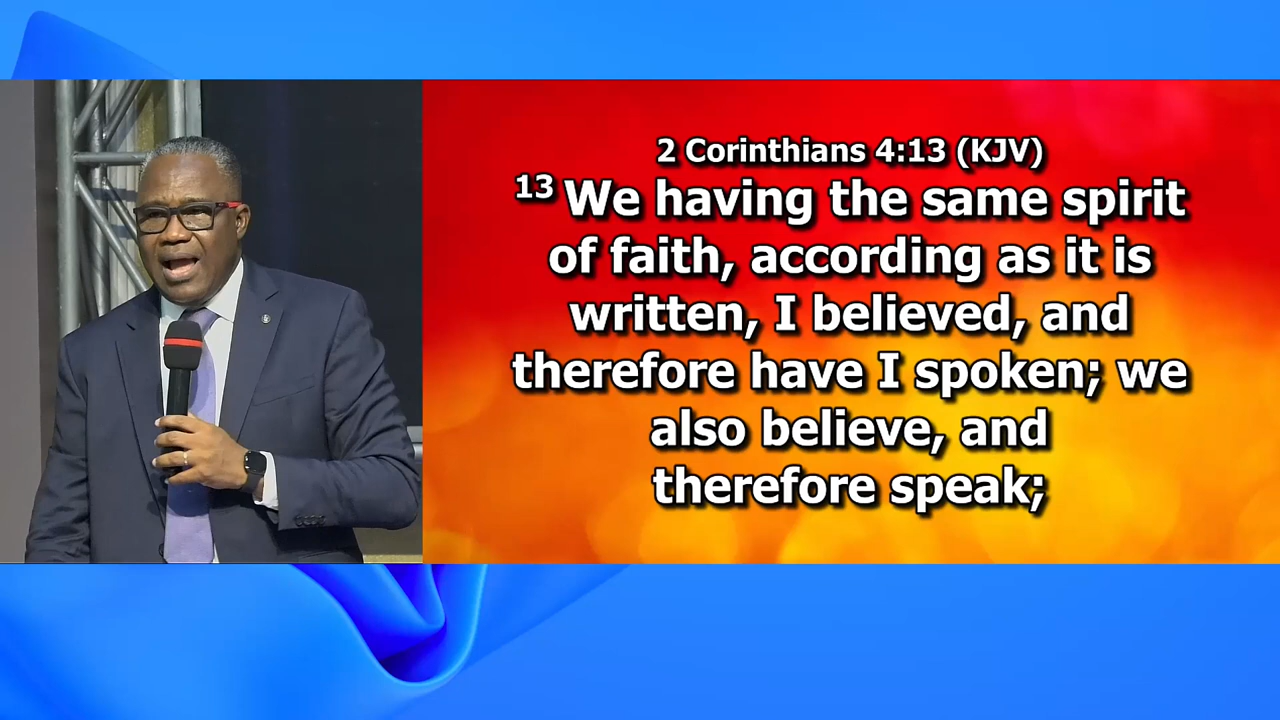 2 Corinthians 4:13 (KJV)
13 We having the same spirit
of faith, according as it is
written, I believed, and
therefore have I spoken; we
also believe, and
therefore speak;